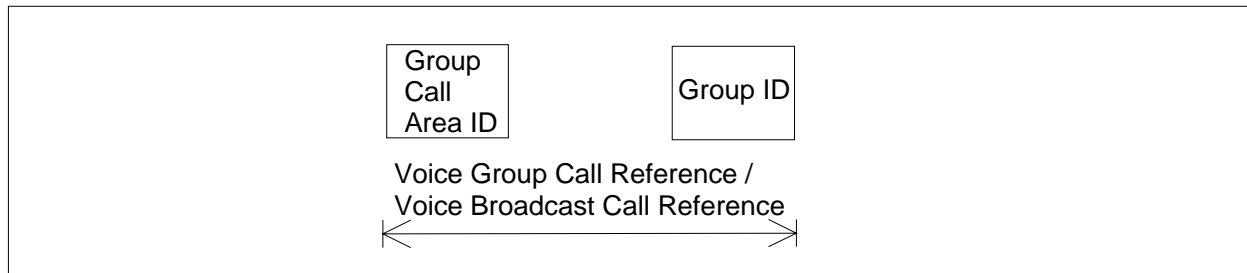 Group
Call
Area ID
Group ID
Voice Group Call Reference /
Voice Broadcast Call Reference